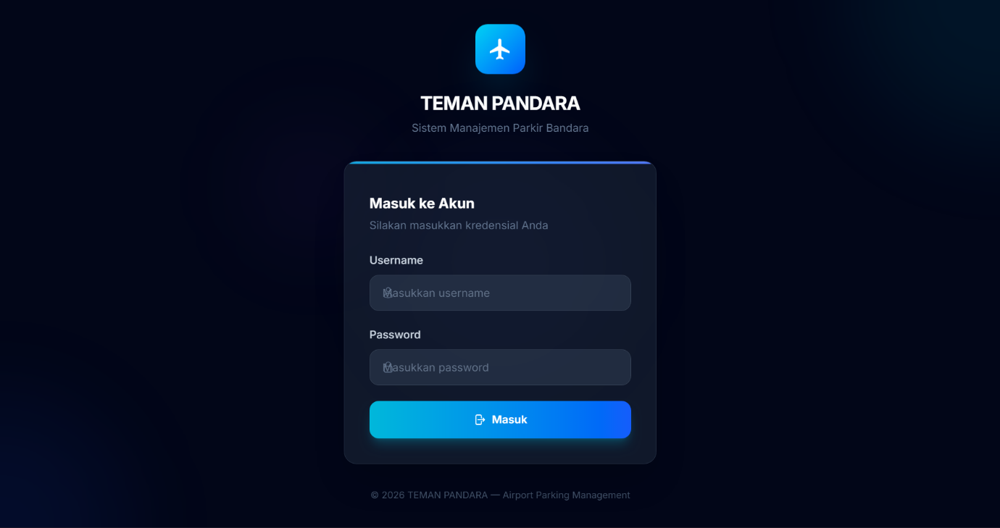 TEMAN PANDARA
Sistem Manajemen Parkir Bandara
Masuk ke Akun
Silakan masukkan kredensial Anda
Username
Masukkan username
Password
Masukkan password
Masuk
© 2026 TEMAN PANDARA — Airport Parking Management